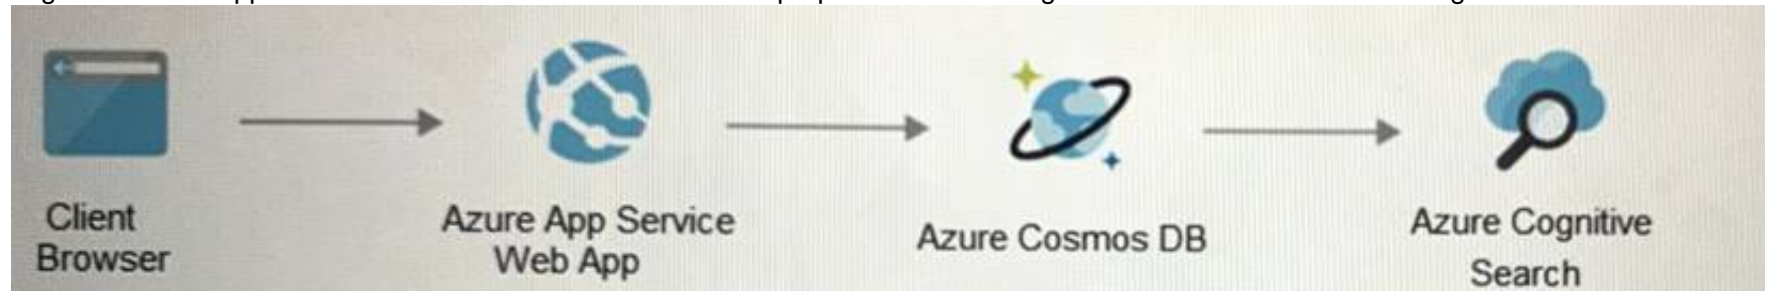 Client
Browser
Azure App Service
Web App
Azure Cosmos DB
Azure Cognitive
Search